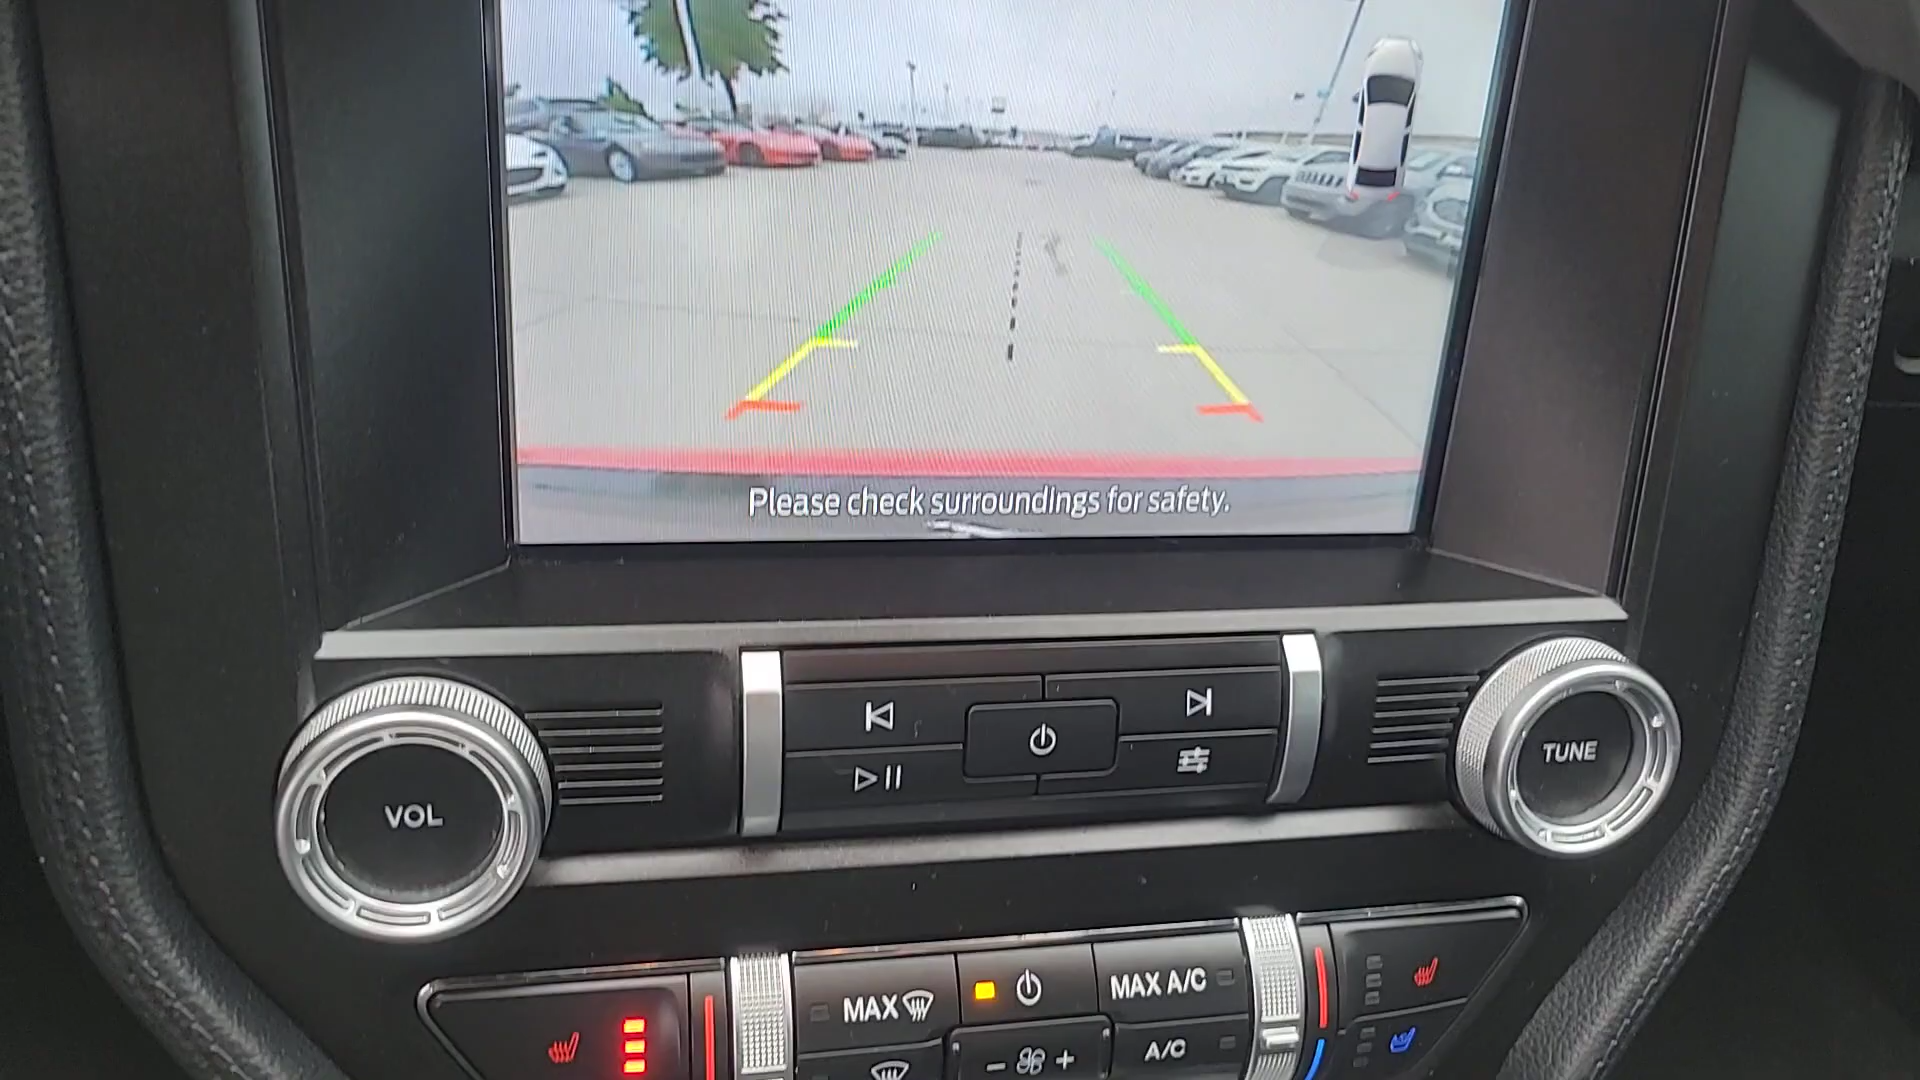 Please check surroundings for safety.
VOL
TUNE
MAX
MAX A/C
A/C